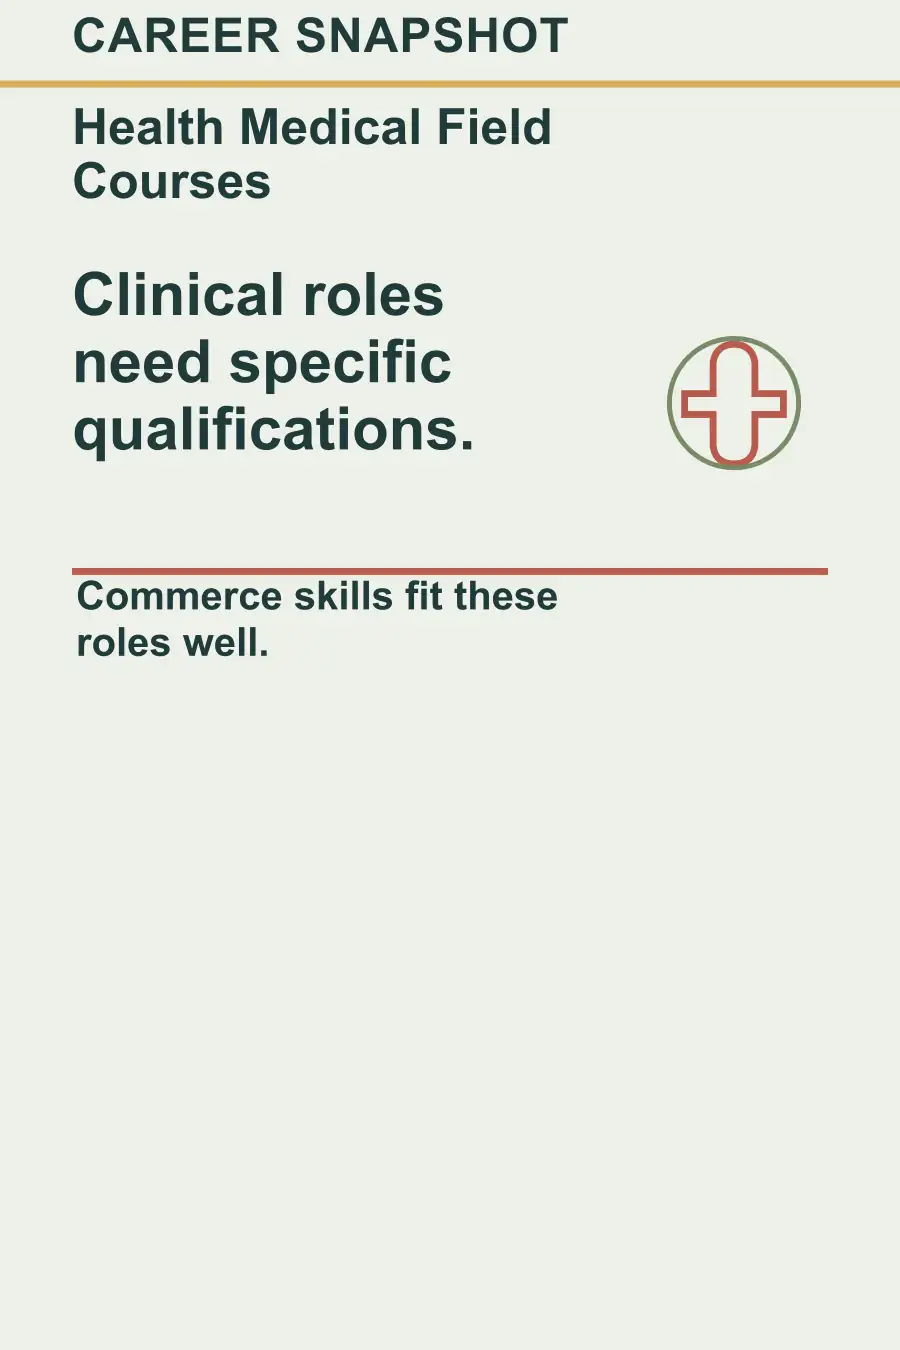 CAREER SNAPSHOT
Health Medical Field
Courses
Clinical roles
need specific
qualifications.
Commerce skills fit these
roles well.